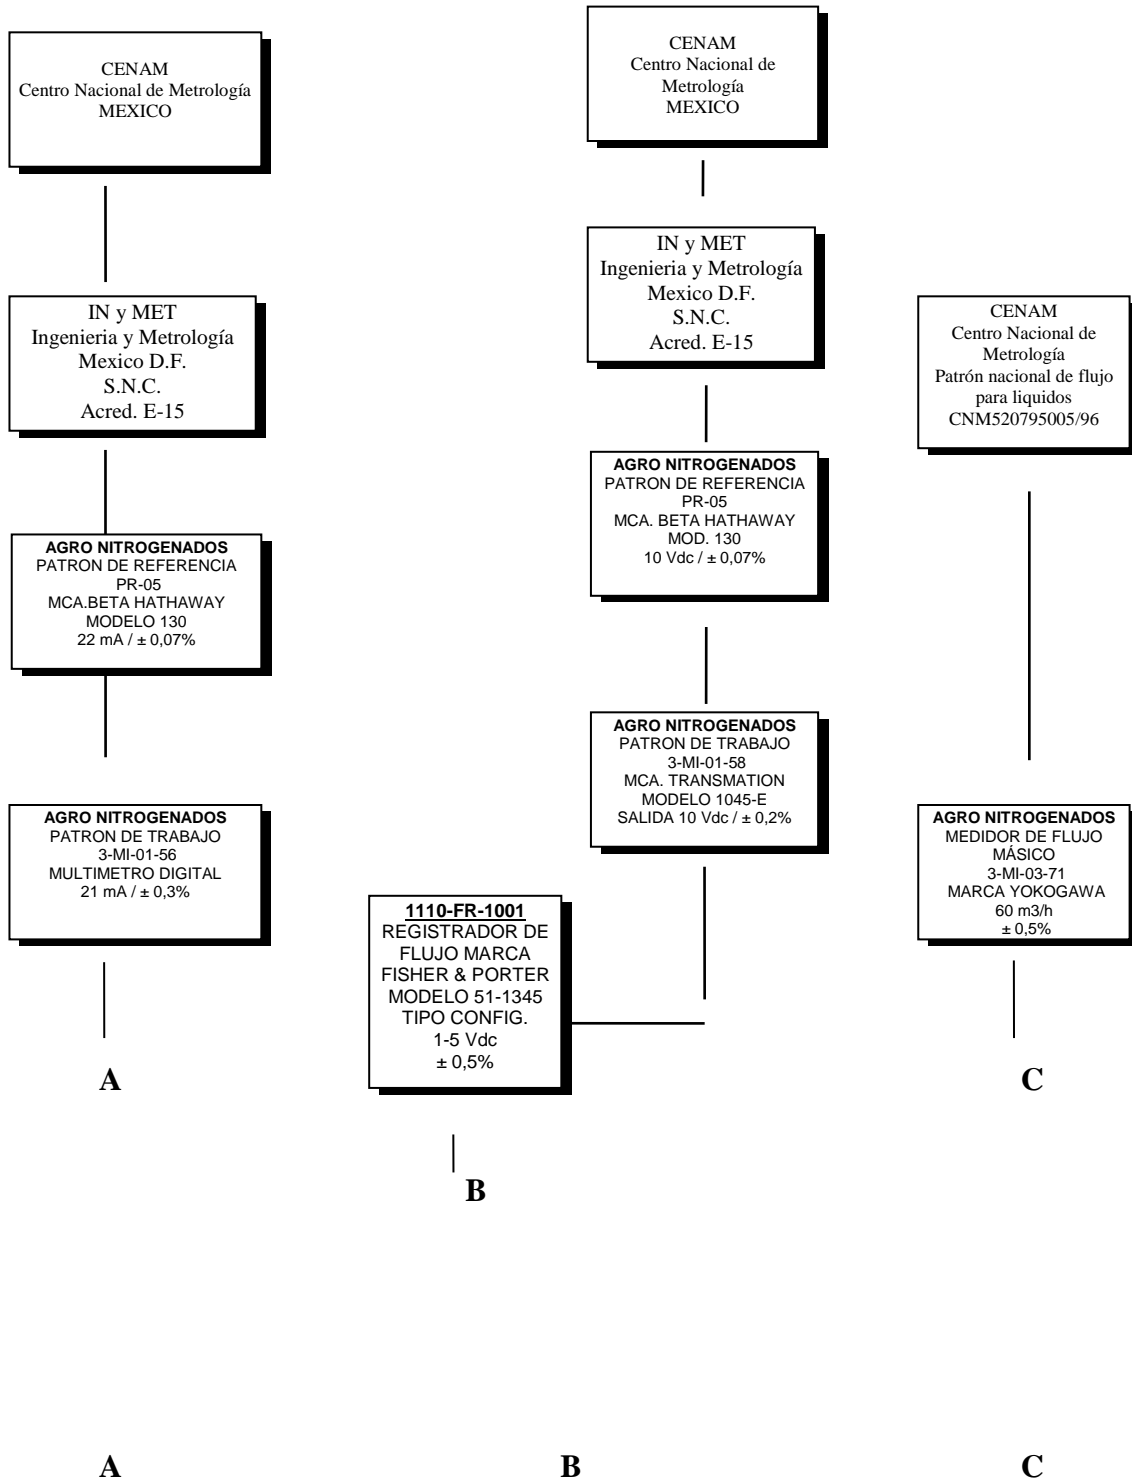 CENAM
Centro Nacional de Metrología
MEXICO
IN y MET
Ingenieria y Metrología
Mexico D.F.
S.N.C.
Acred. E-15
AGRO NITROGENADOS
PATRON DE REFERENCIA
PR-05
MCA.BETA HATHAWAY
MODELO 130
22 mA / ± 0,07%
AGRO NITROGENADOS
PATRON DE TRABAJO
3-MI-01-56
MULTIMETRO DIGITAL
21 mA / ± 0,3%
A
CENAM
Centro Nacional de
Metrología
MEXICO
IN y MET
Ingenieria y Metrología
Mexico D.F.
S.N.C.
Acred. E-15
AGRO NITROGENADOS
PATRON DE REFERENCIA
PR-05
MCA. BETA HATHAWAY
MOD. 130
10 Vdc / ± 0,07%
AGRO NITROGENADOS
PATRON DE TRABAJO
3-MI-01-58
MCA. TRANSMATION
MODELO 1045-E
SALIDA 10 Vdc / ± 0,2%
1110-FR-1001
REGISTRADOR DE
FLUJO MARCA
FISHER & PORTER
MODELO 51-1345
TIPO CONFIG.
1-5 Vdc
± 0,5%
B
CENAM
Centro Nacional de
Metrología
Patrón nacional de flujo
para liquidos
CNM520795005/96
AGRO NITROGENADOS
MEDIDOR DE FLUJO
MÁSICO
3-MI-03-71
MARCA YOKOGAWA
60 m3/h
± 0,5%
C
A
B
C